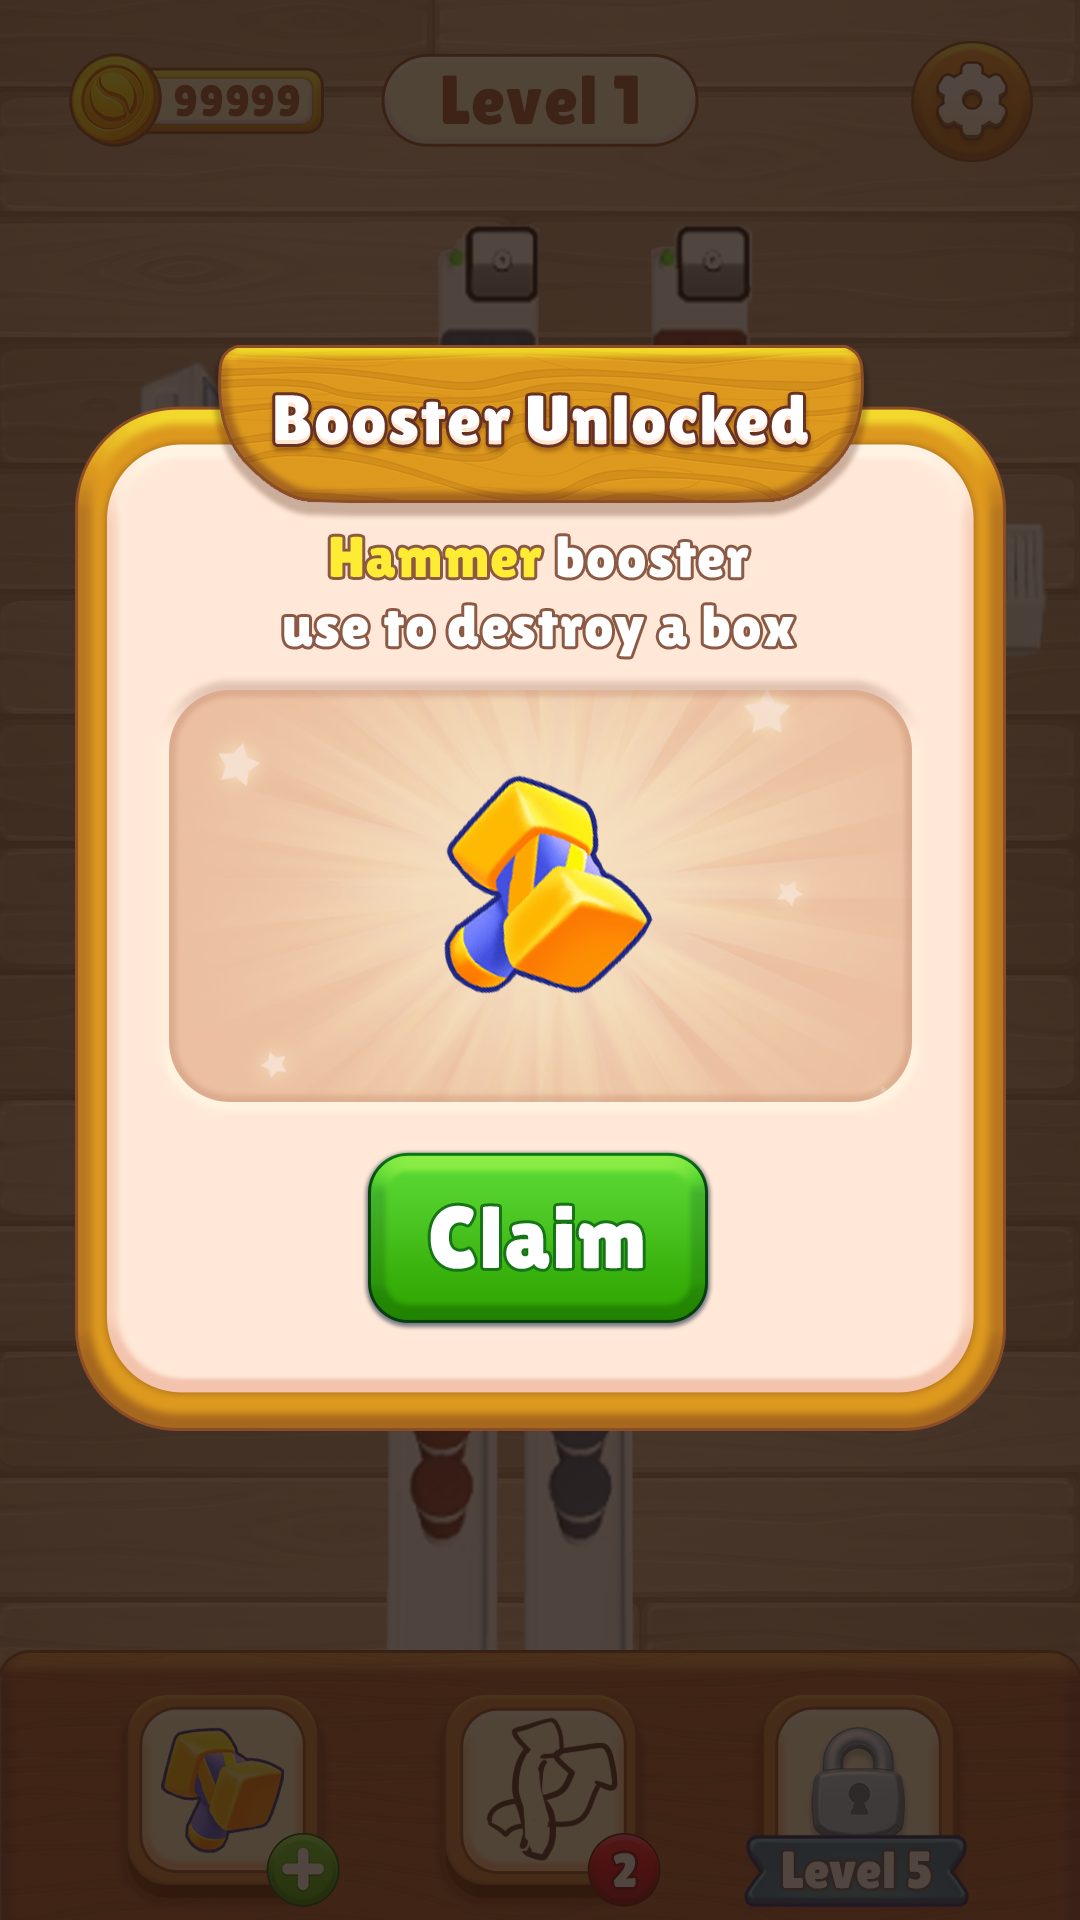 99999
Level 1
Booster Unlocked
Hammer booster
use to destroy a box
Claim
2
Level 5